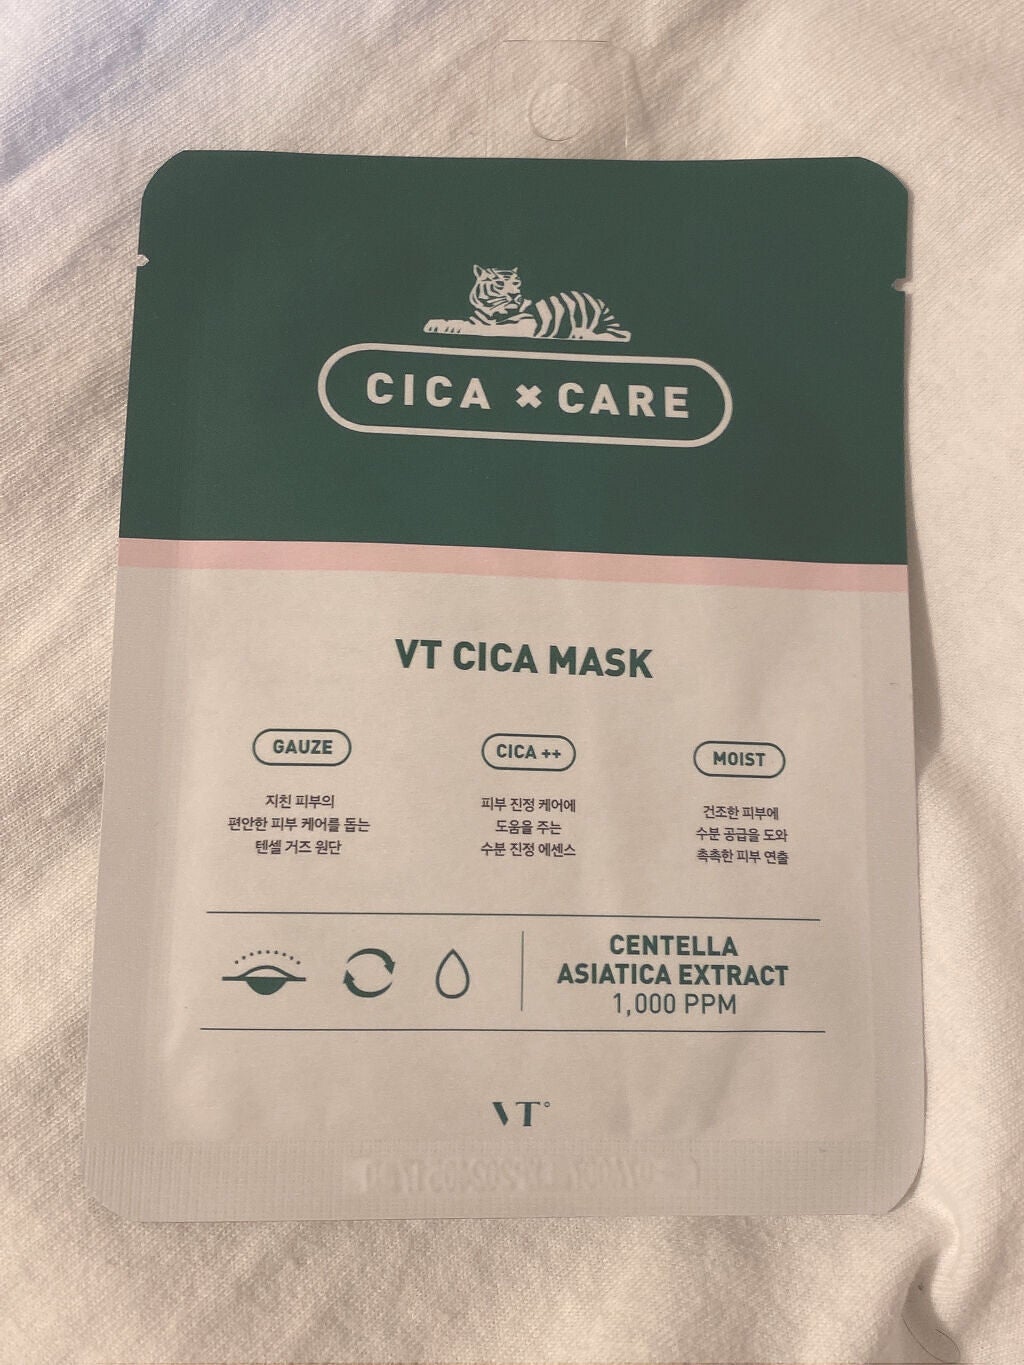 CICA ✖ CARE
VT CICA MASK
GAUZE
지친 피부의
편안한 피부 케어를 돕는
텐셀 거즈 원단
CICA ++
피부 진정 케어에
도움을 주는
수분 진정 에센스
MOIST
건조한 피부에
수분 공급을 도와
촉촉한 피부 연출
CENTELLA
ASIATICA EXTRACT
1,000 PPM
VT°